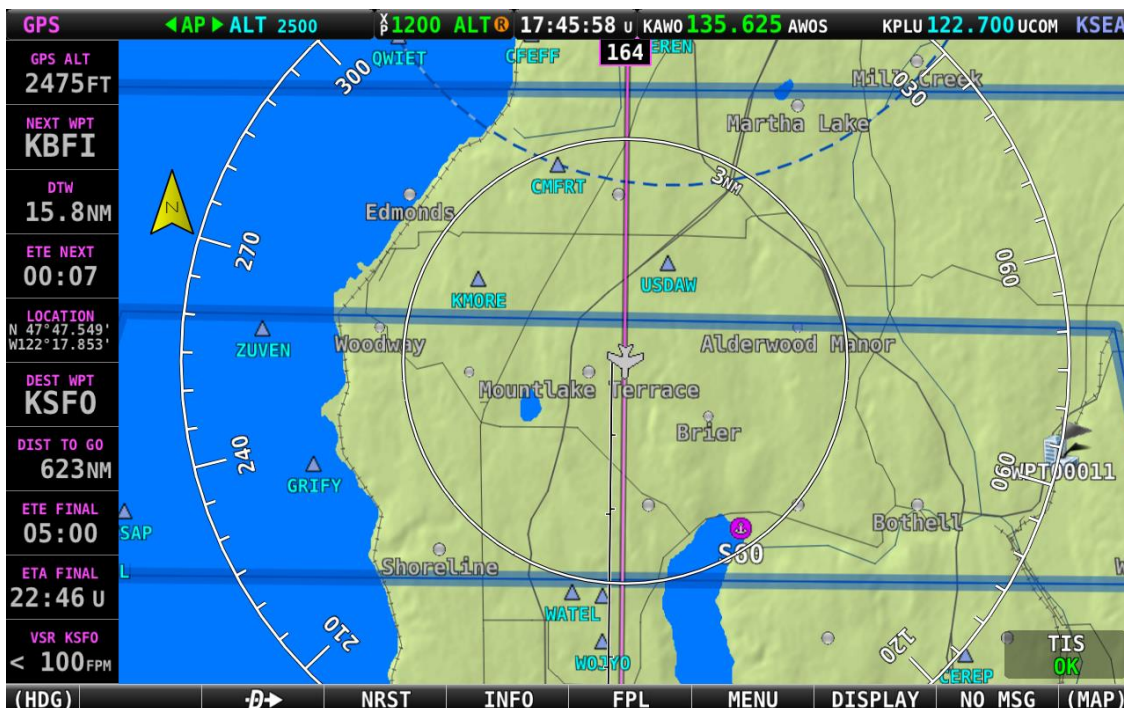 GPS ◀AP▶ ALT 2500 XP 1200 ALT R 17:45:58 U KAWO 135.625 AWOS KPLU 122.700 UCOM KSEA
GPS ALT
2475FT
NEXT WPT
KBFI
DTW
15.8NM
ETE NEXT
00:07
LOCATION
N 47°47.549'
W122°17.853'
DEST WPT
KSFO
DIST TO GO
623NM
ETE FINAL
05:00
ETA FINAL
22:46 U
VSR KSFO
< 100FPM
164
QWIET
CFEFF
EREN
300
030
Mill Creek
Martha Lake
3NM
CMFRT
N
Edmonds
270
060
USDAW
KMORE
ZUVEN
Woodway
Alderwood Manor
Mountlake Terrace
Brier
240
090
WPT00011
GRIFY
SAP
Bothell
S60
Shoreline
L
W
WATEL
210
120
WOJYO
CEREP
TIS
OK
(HDG) D NRST INFO FPL MENU DISPLAY NO MSG (MAP)